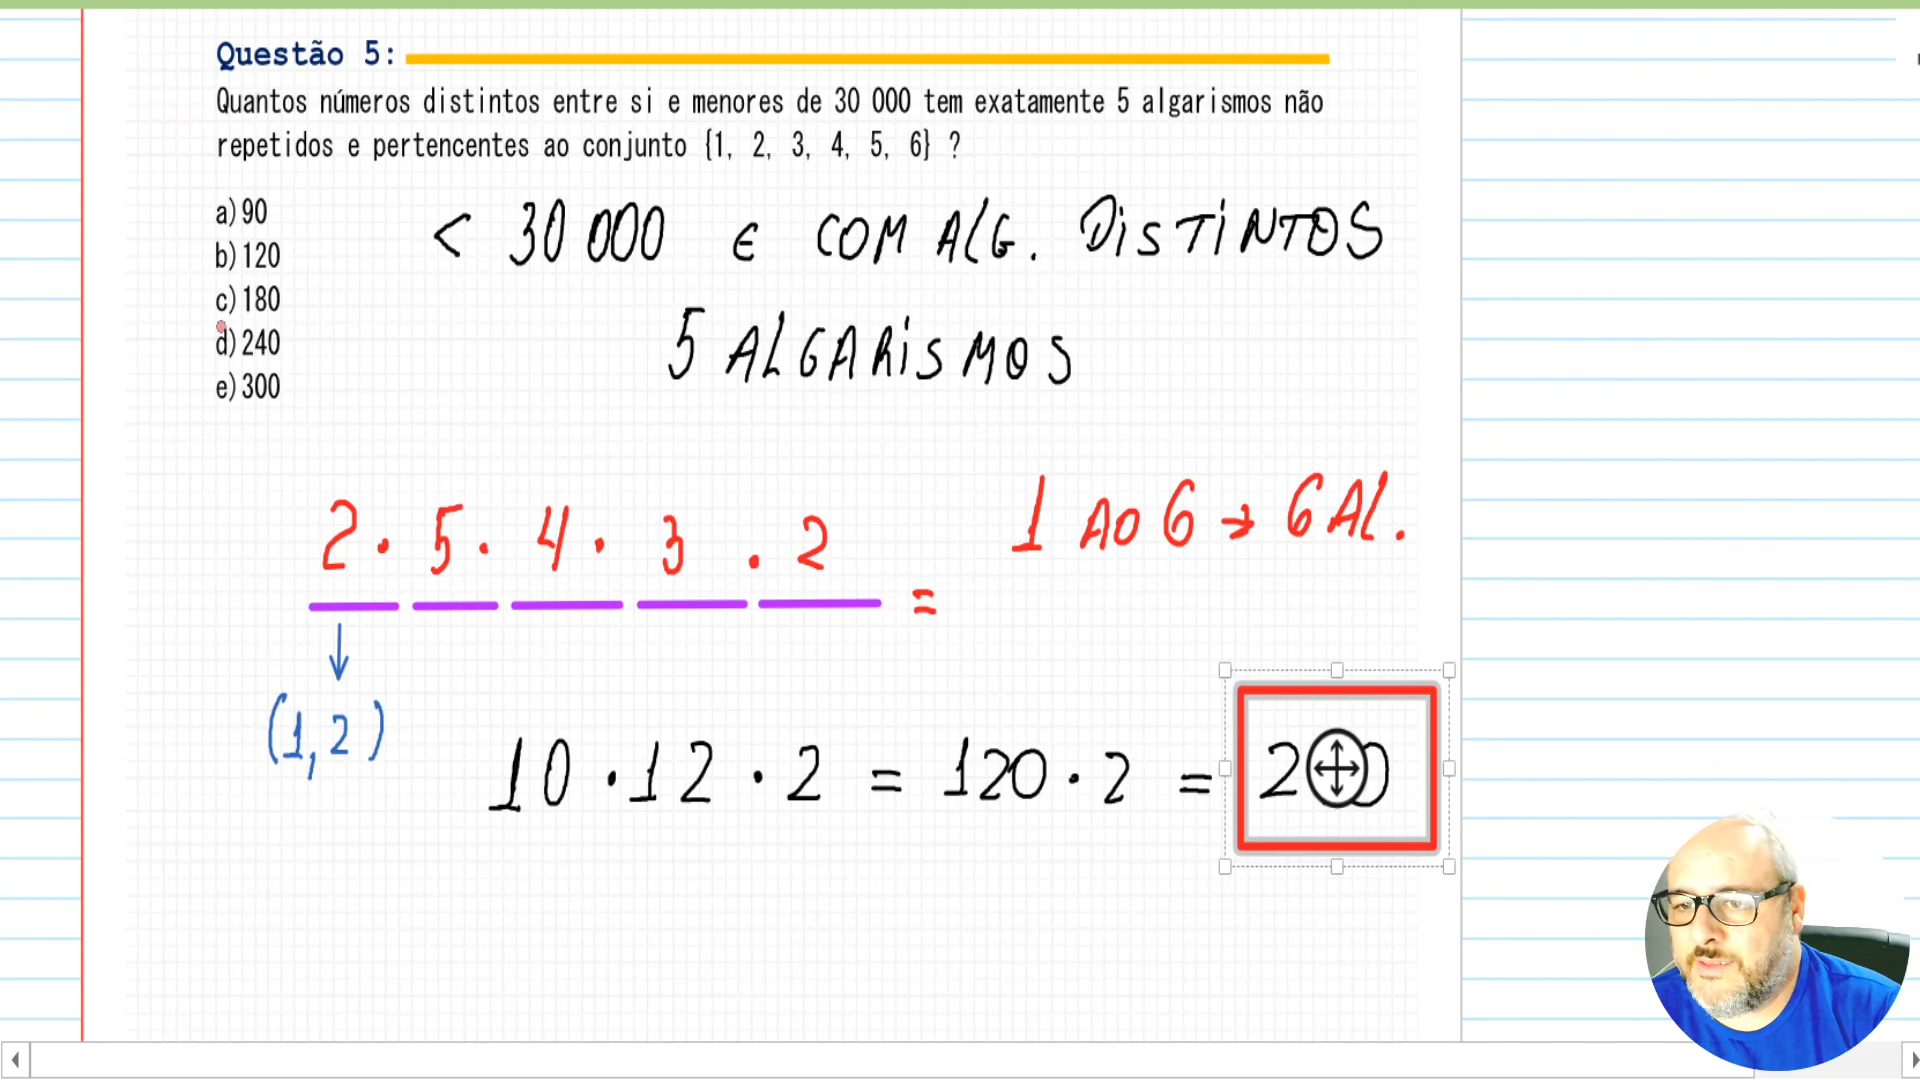 Questão 5:
Quantos números distintos entre si e menores de 30 000 tem exatamente 5 algarismos não
repetidos e pertencentes ao conjunto {1, 2, 3, 4, 5, 6} ?
a)90
b)120
c)180
d)240
e)300
< 30 000 E COM ALG. DISTINTOS
5 ALGARISMOS
2 · 5 · 4 · 3 · 2 =
1 AO 6 → 6 AL.
(1,2)
10 · 12 · 2 = 120 · 2 =